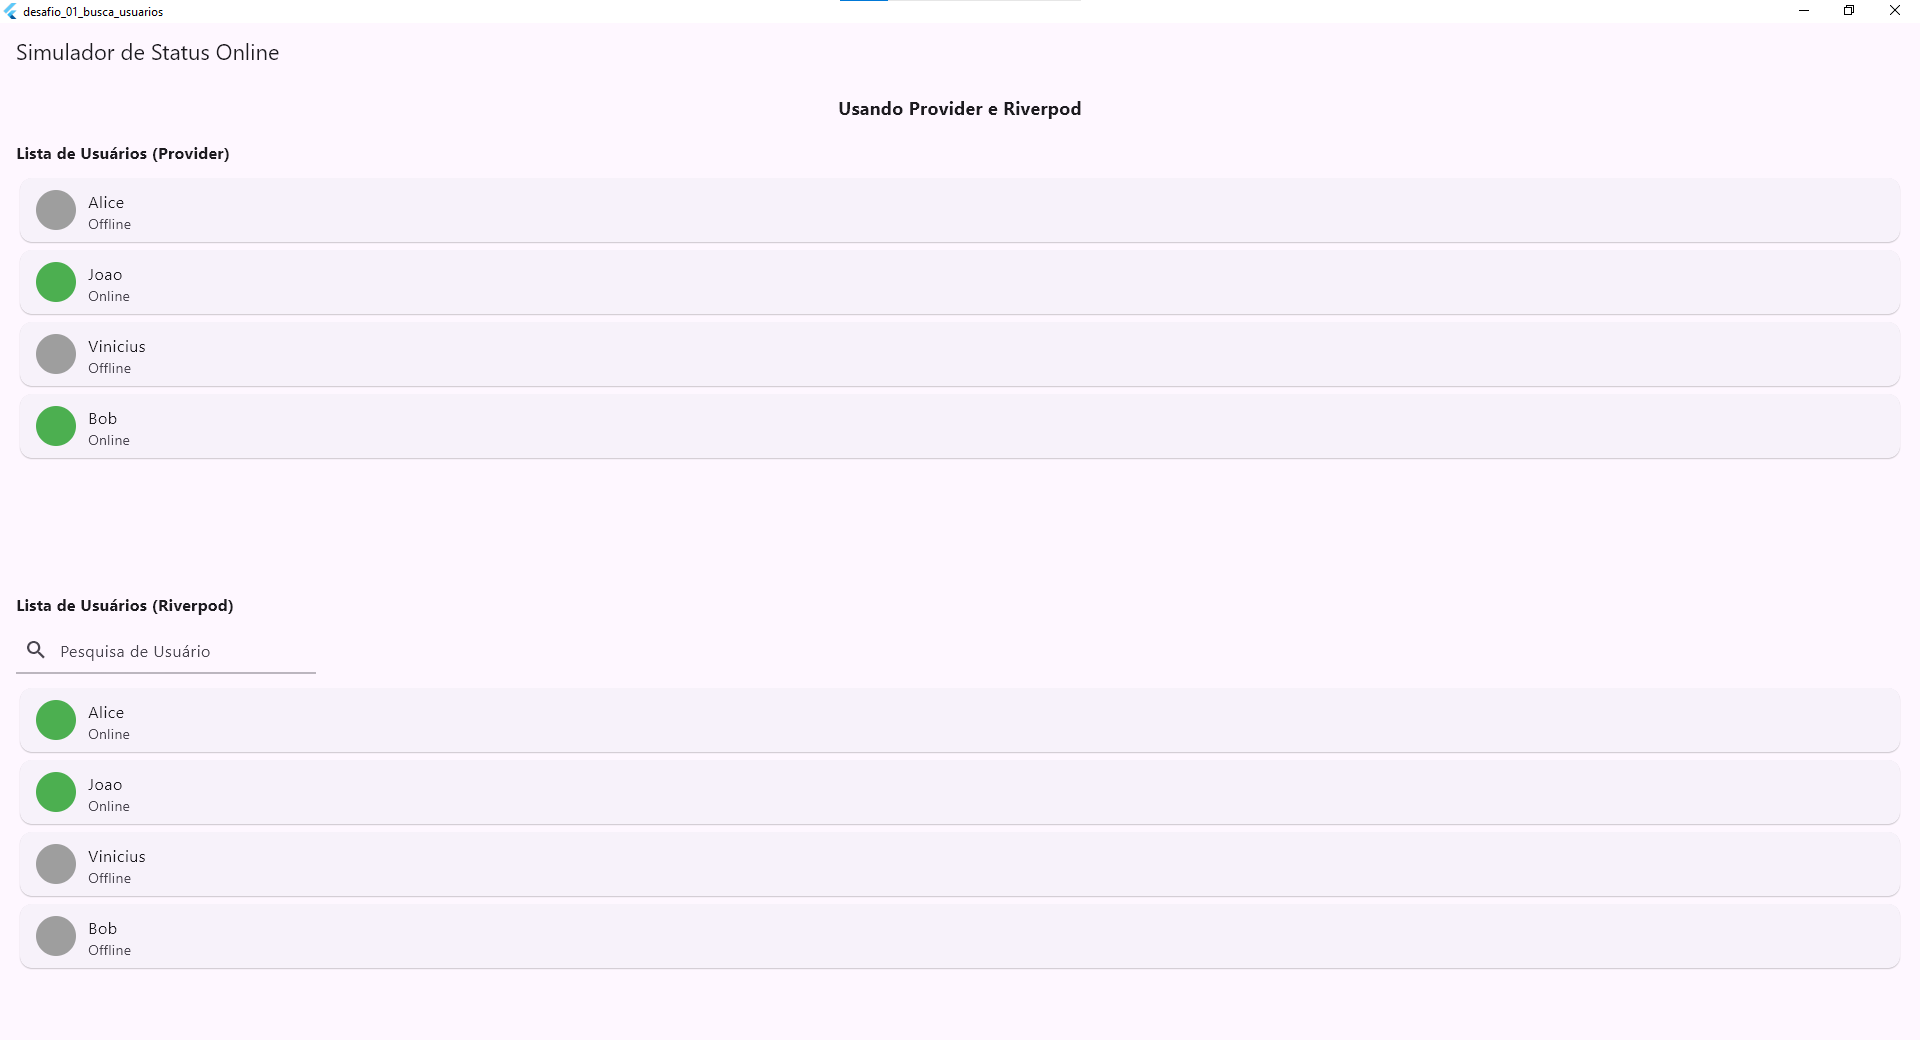 desafio_01_busca_usuarios
Simulador de Status Online
Usando Provider e Riverpod
Lista de Usuários (Provider)
Alice
Offline
Joao
Online
Vinicius
Offline
Bob
Online
Lista de Usuários (Riverpod)
Pesquisa de Usuário
Alice
Online
Joao
Online
Vinicius
Offline
Bob
Offline